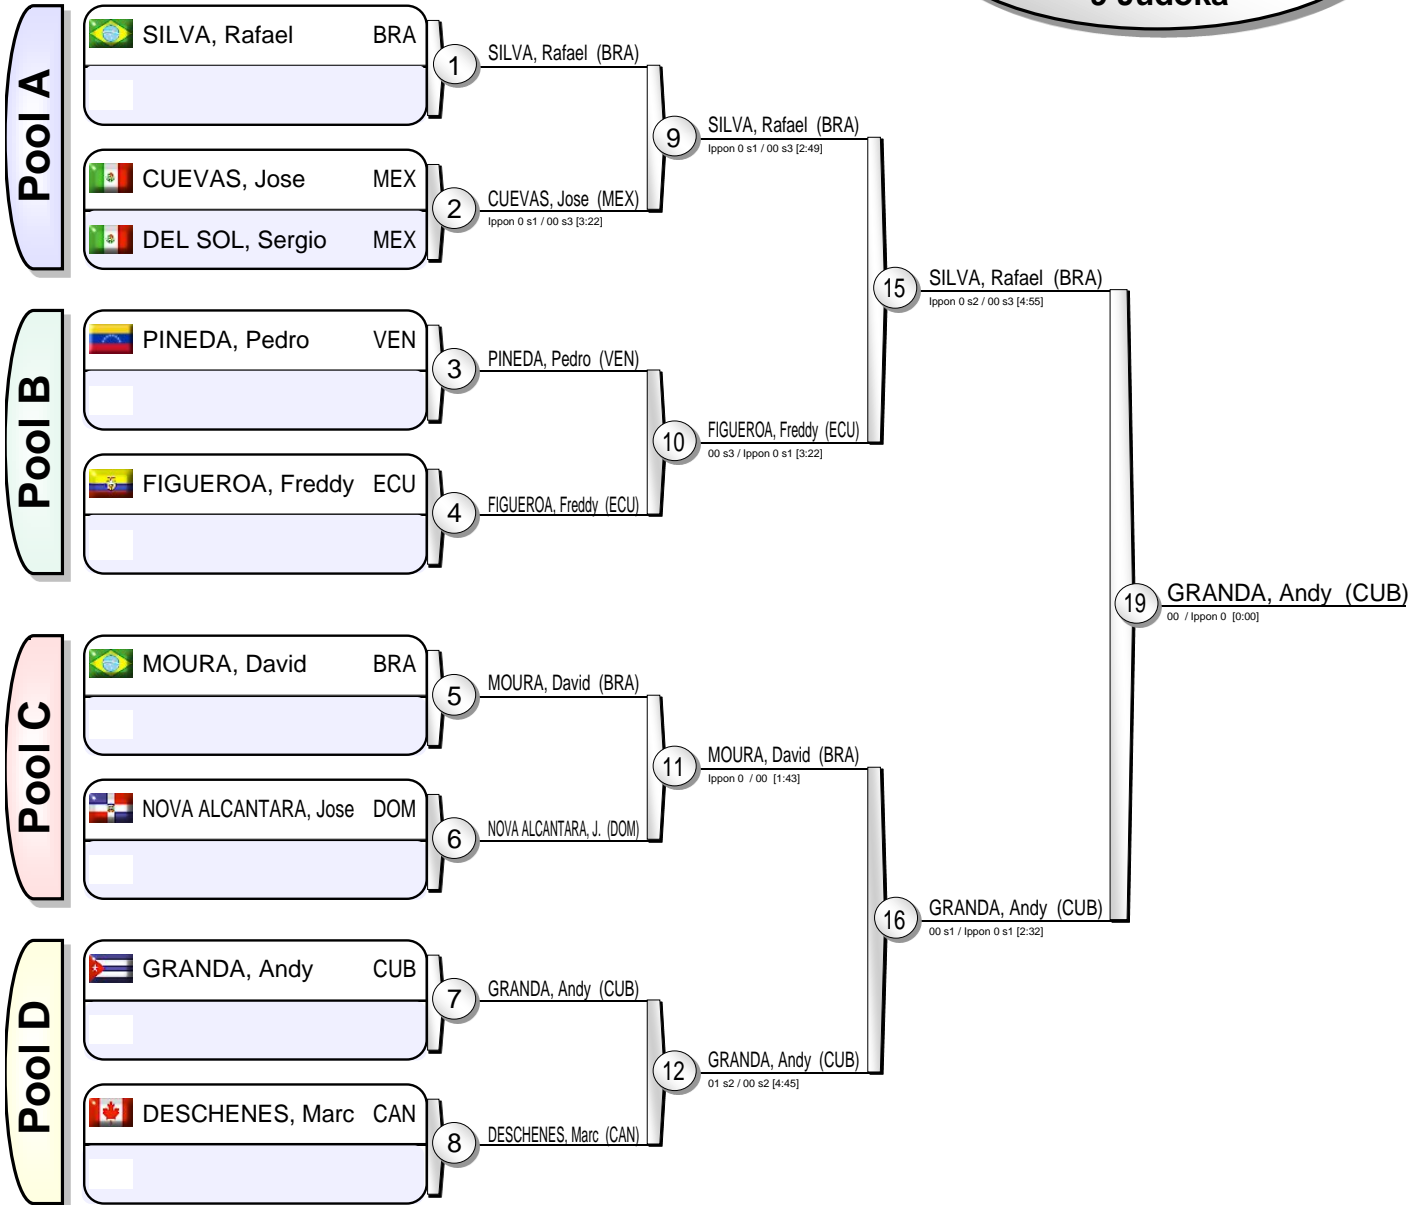 9 Judoka
Pool A
SILVA, Rafael BRA
CUEVAS, Jose MEX
DEL SOL, Sergio MEX
1
SILVA, Rafael (BRA)
2
CUEVAS, Jose (MEX)
Ippon 0 s1 / 00 s3 [3:22]
9
SILVA, Rafael (BRA)
Ippon 0 s1 / 00 s3 [2:49]
Pool B
PINEDA, Pedro VEN
FIGUEROA, Freddy ECU
3
PINEDA, Pedro (VEN)
4
FIGUEROA, Freddy (ECU)
10
FIGUEROA, Freddy (ECU)
00 s3 / Ippon 0 s1 [3:22]
15
SILVA, Rafael (BRA)
Ippon 0 s2 / 00 s3 [4:55]
Pool C
MOURA, David BRA
NOVA ALCANTARA, Jose DOM
5
MOURA, David (BRA)
6
NOVA ALCANTARA, J. (DOM)
11
MOURA, David (BRA)
Ippon 0 / 00 [1:43]
Pool D
GRANDA, Andy CUB
DESCHENES, Marc CAN
7
GRANDA, Andy (CUB)
8
DESCHENES, Marc (CAN)
12
GRANDA, Andy (CUB)
01 s2 / 00 s2 [4:45]
16
GRANDA, Andy (CUB)
00 s1 / Ippon 0 s1 [2:32]
19
GRANDA, Andy (CUB)
00 / Ippon 0 [0:00]